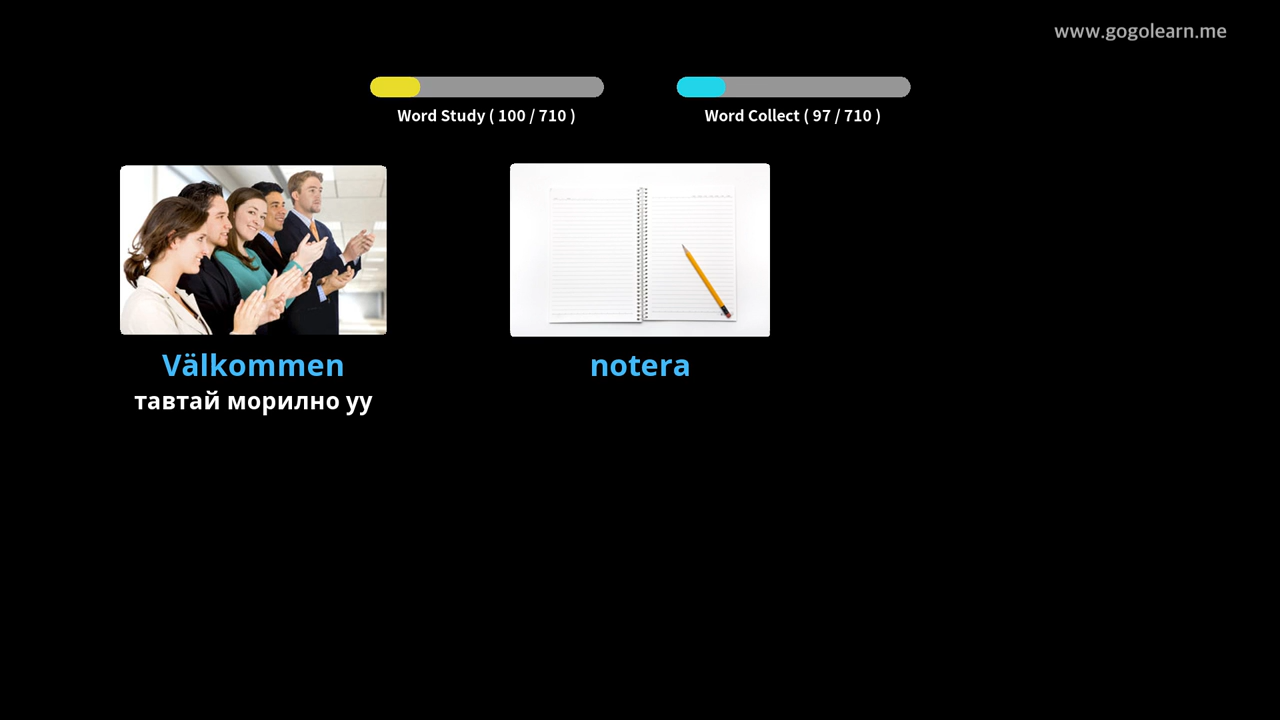 www.gogolearn.me
Word Study ( 100 / 710 )
Word Collect ( 97 / 710 )
Välkommen
тавтай морилно уу
notera